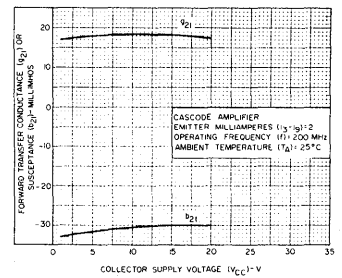 g21
FORWARD TRANSFER CONDUCTANCE (g21) OR
SUSCEPTANCE (b21)-MILLIMHOS
20
10
0
-10
-20
-30
CASCODE AMPLIFIER
EMITTER MILLIAMPERES (I3-I9)=2
OPERATING FREQUENCY (f)=200 MHz
AMBIENT TEMPERATURE (TA)=25°C
b21
0 5 10 15 20 25 30 35
COLLECTOR SUPPLY VOLTAGE (VCC)-V